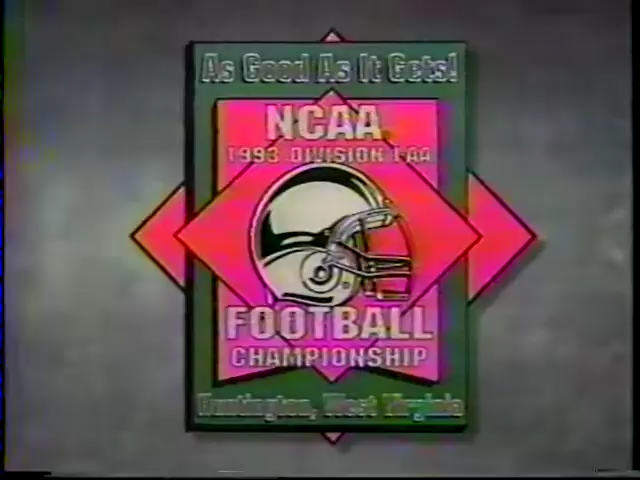 As Good As It Gets!
NCAA
1993 DIVISION I-AA
FOOTBALL
CHAMPIONSHIP
Huntington, West Virginia